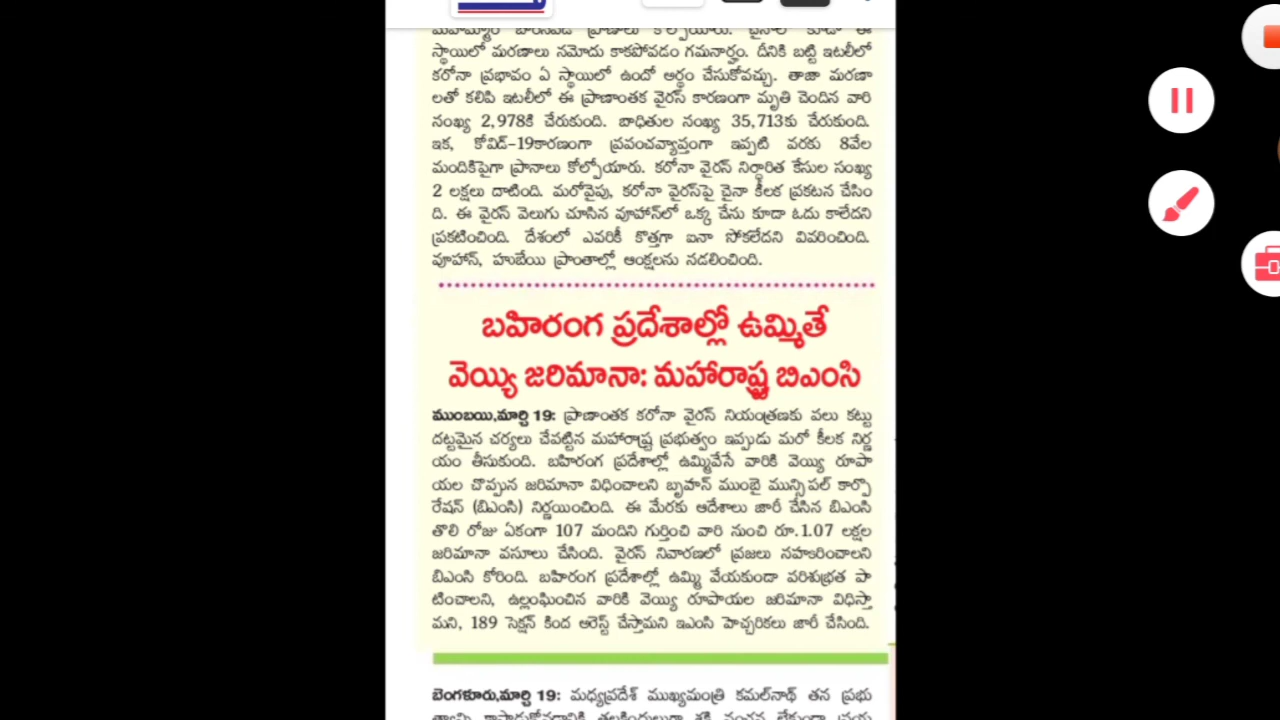 స్థాయిలో మరణాలు నమోదు కాకపోవడం గమనార్హం. దీనికి బట్టి ఇటలీలో
కరోనా ప్రభావం ఏ స్థాయిలో ఉందో అర్థం చేసుకోవచ్చు. తాజా మరణా
లతో కలిపి ఇటలీలో ఈ ప్రాణాంతక వైరస్ కారణంగా మృతి చెందిన వారి
సంఖ్య 2,978కి చేరుకుంది. బాధితుల సంఖ్య 35,713కు చేరుకుంది.
ఇక, కోవిడ్-19కారణంగా ప్రపంచవ్యాప్తంగా ఇప్పటి వరకు 8వేల
మందికిపైగా ప్రానాలు కోల్పోయారు. కరోనా వైరస్ నిర్ధారిత కేసుల సంఖ్య
2 లక్షలు దాటింది. మరోవైపు, కరోనా వైరస్‌పై చైనా కీలక ప్రకటన చేసిం
ది. ఈ వైరస్ వెలుగు చూసిన వూహాన్‌లో ఒక్క చేసు కూడా ఓదు కాలేదని
ప్రకటించింది. దేశంలో ఎవరికీ కొత్తగా ఐనా సోకలేదని వివరించింది.
వూహాన్, హుబేయి ప్రాంతాల్లో ఆంక్షలను సడలించింది.
బహిరంగ ప్రదేశాల్లో ఉమ్మితే
వెయ్యి జరిమానా: మహారాష్ట్ర బిఎంసి
ముంబయి,మార్చి 19: ప్రాణాంతక కరోనా వైరస్ నియంత్రణకు పలు కట్టు
దట్టమైన చర్యలు చేపట్టిన మహారాష్ట్ర ప్రభుత్వం ఇప్పుడు మరో కీలక నిర్ణ
యం తీసుకుంది. బహిరంగ ప్రదేశాల్లో ఉమ్మివేసే వారికి వెయ్యి రూపా
యల చొప్పున జరిమానా విధించాలని బృహన్ ముంబై మున్సిపల్ కార్పొ
రేషన్ (బిఎంసి) నిర్ణయించింది. ఈ మేరకు ఆదేశాలు జారీ చేసిన బిఎంసి
తొలి రోజు ఏకంగా 107 మందిని గుర్తించి వారి నుంచి రూ.1.07 లక్షల
జరిమానా వసూలు చేసింది. వైరస్ నివారణలో ప్రజలు సహకరించాలని
బిఎంసి కోరింది. బహిరంగ ప్రదేశాల్లో ఉమ్మి వేయకుండా పరిశుభ్రత పా
టించాలని, ఉల్లంఘించిన వారికి వెయ్యి రూపాయల జరిమానా విధిస్తా
మని, 189 సెక్షన్ కింద అరెస్ట్ చేస్తామని ఇఎంసి హెచ్చరికలు జారీ చేసింది.
బెంగళూరు,మార్చి 19: మధ్యప్రదేశ్ ముఖ్యమంత్రి కమల్‌నాథ్ తన ప్రభు